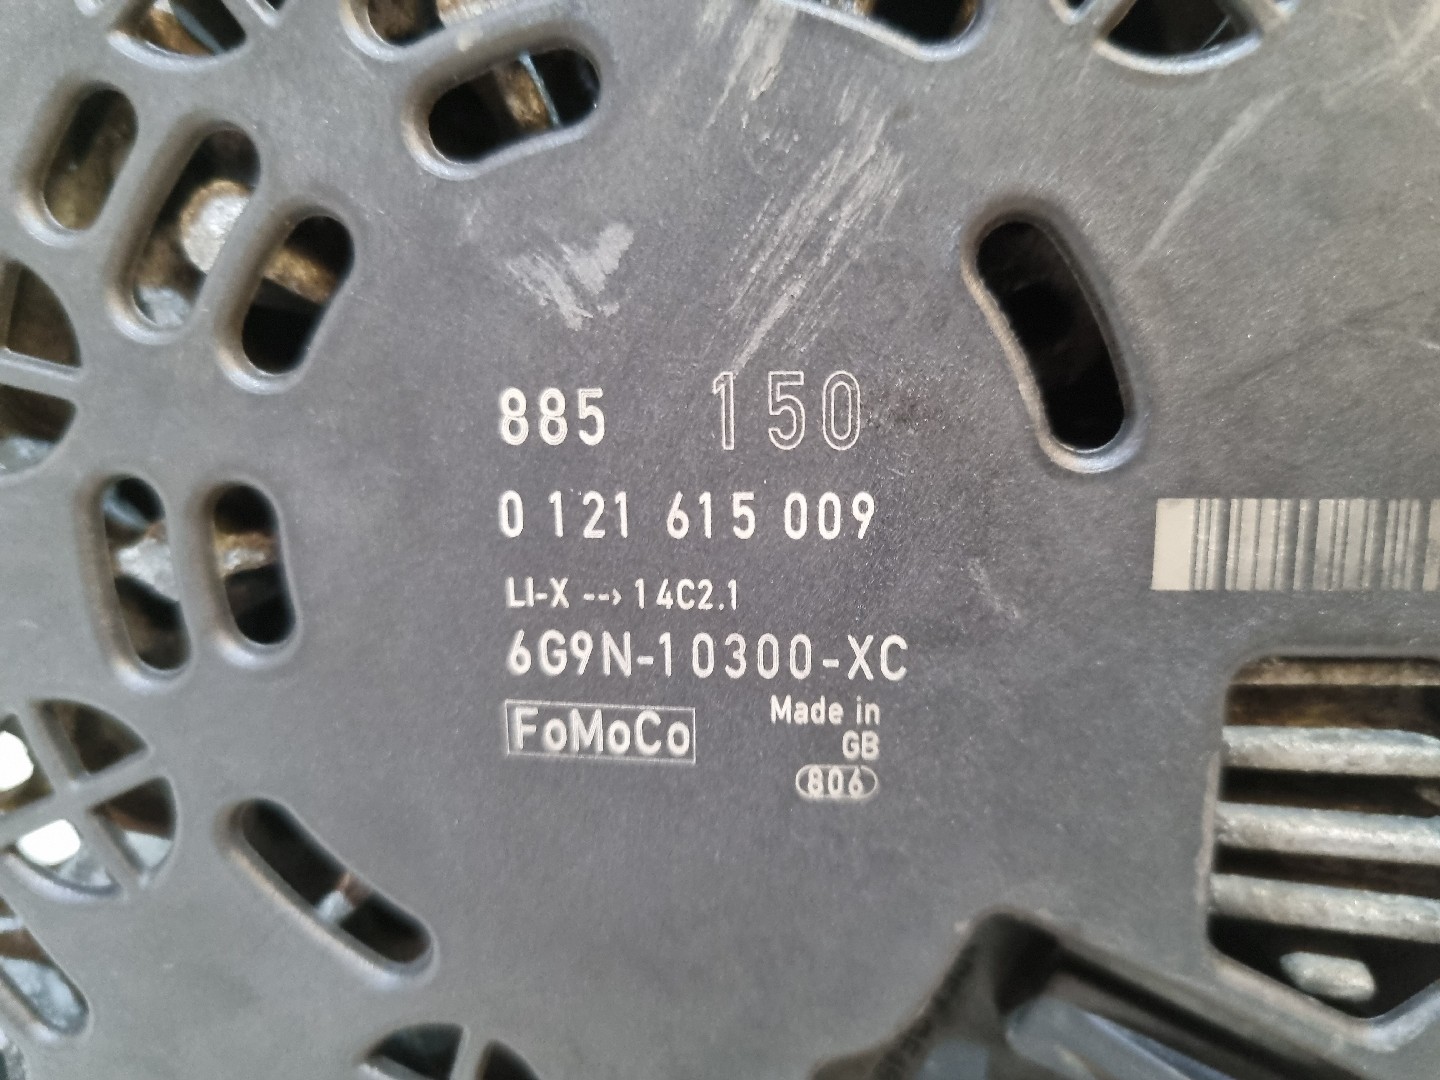 885 150
0 121 615 009
LI-X --> 14C2.1
6G9N-10300-XC
FoMoCo
Made in
GB
806